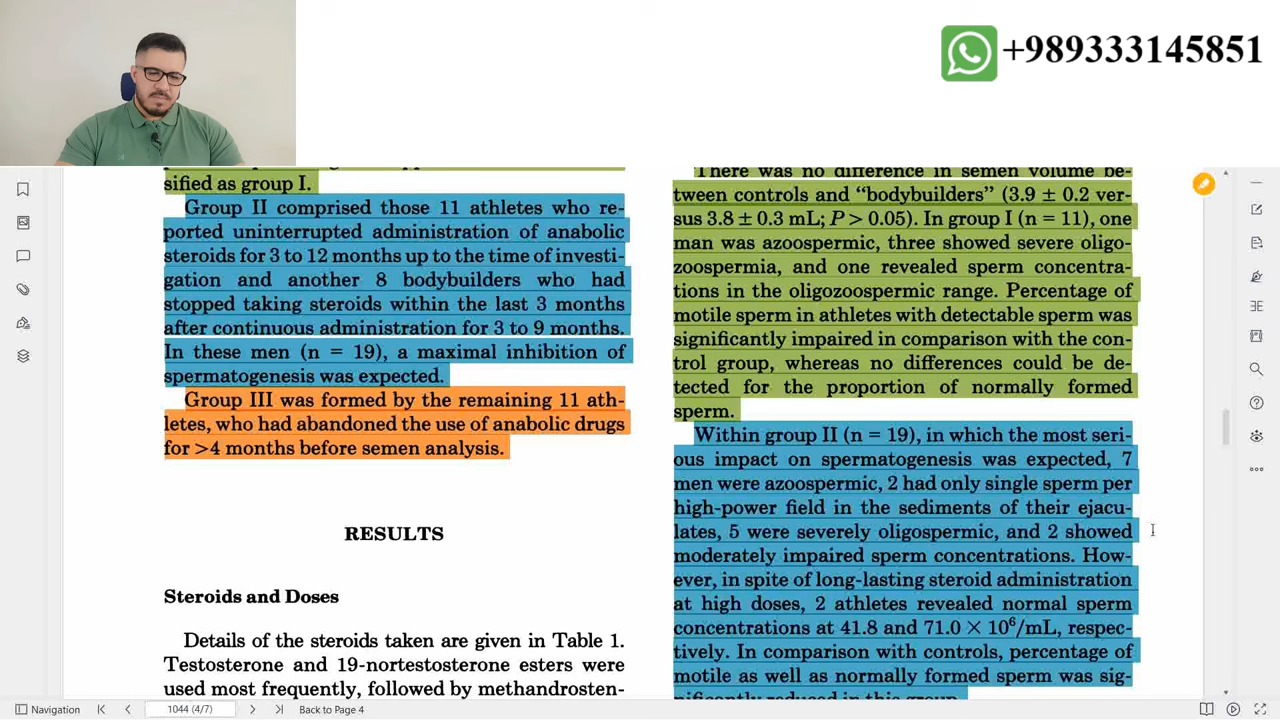 +989333145851
sified as group I.
Group II comprised those 11 athletes who re-
ported uninterrupted administration of anabolic
steroids for 3 to 12 months up to the time of investi-
gation and another 8 bodybuilders who had
stopped taking steroids within the last 3 months
after continuous administration for 3 to 9 months.
In these men (n = 19), a maximal inhibition of
spermatogenesis was expected.
Group III was formed by the remaining 11 ath-
letes, who had abandoned the use of anabolic drugs
for >4 months before semen analysis.
RESULTS
Steroids and Doses
Details of the steroids taken are given in Table 1.
Testosterone and 19-nortestosterone esters were
used most frequently, followed by methandrosten-
There was no difference in semen volume be-
tween controls and “bodybuilders” (3.9 ± 0.2 ver-
sus 3.8 ± 0.3 mL; P > 0.05). In group I (n = 11), one
man was azoospermic, three showed severe oligo-
zoospermia, and one revealed sperm concentra-
tions in the oligozoospermic range. Percentage of
motile sperm in athletes with detectable sperm was
significantly impaired in comparison with the con-
trol group, whereas no differences could be de-
tected for the proportion of normally formed
sperm.
Within group II (n = 19), in which the most seri-
ous impact on spermatogenesis was expected, 7
men were azoospermic, 2 had only single sperm per
high-power field in the sediments of their ejacu-
lates, 5 were severely oligospermic, and 2 showed
moderately impaired sperm concentrations. How-
ever, in spite of long-lasting steroid administration
at high doses, 2 athletes revealed normal sperm
concentrations at 41.8 and 71.0 × 10⁶/mL, respec-
tively. In comparison with controls, percentage of
motile as well as normally formed sperm was sig-
nificantly reduced in this group.
Navigation
1044 (4/7)
Back to Page 4